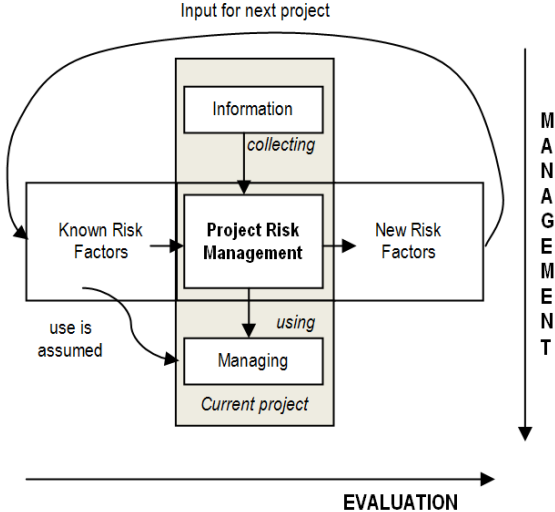 Input for next project
Information
collecting
Known Risk
Factors
Project Risk
Management
New Risk
Factors
using
use is
assumed
Managing
Current project
MANAGEMENT
EVALUATION